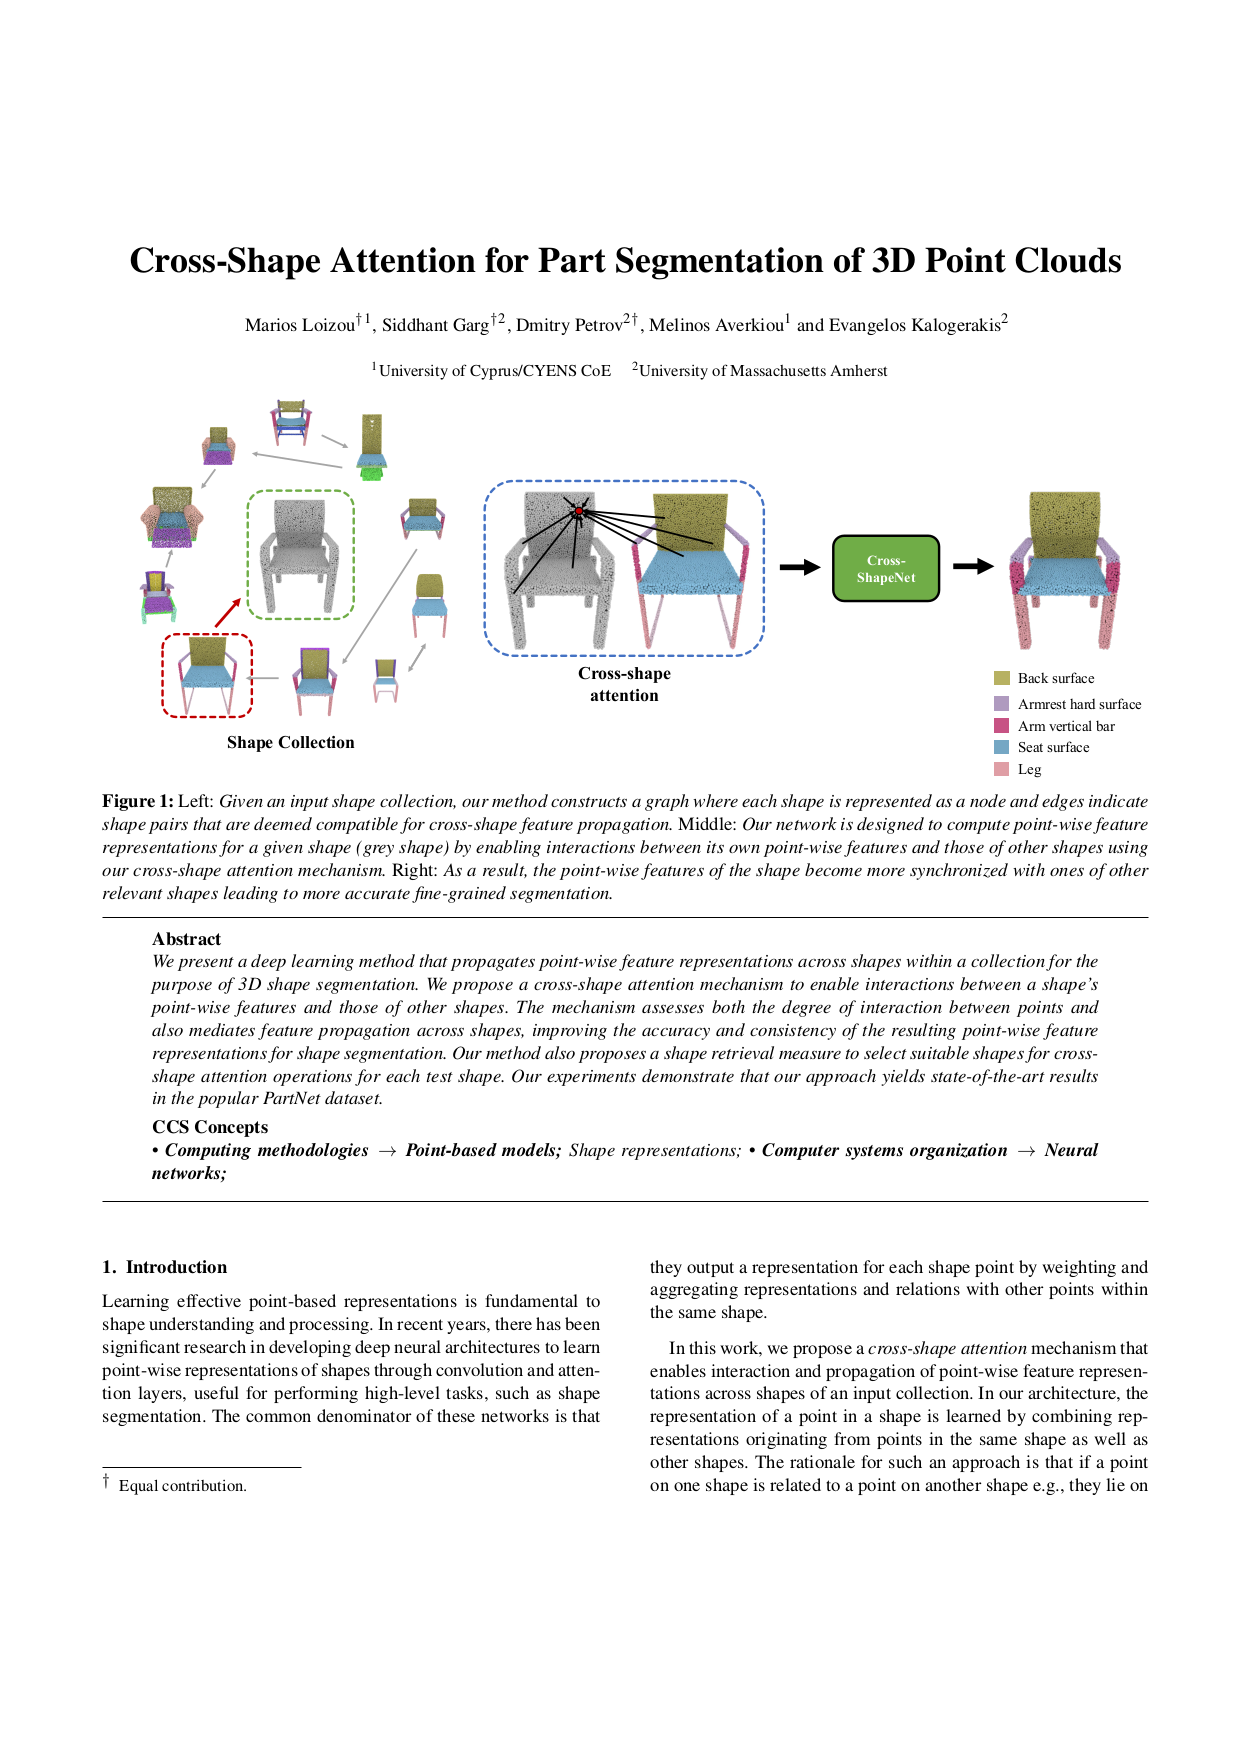 Cross-Shape Attention for Part Segmentation of 3D Point Clouds
Marios Loizou†1, Siddhant Garg†2, Dmitry Petrov2†, Melinos Averkiou1 and Evangelos Kalogerakis2
1University of Cyprus/CYENS CoE 2University of Massachusetts Amherst
Shape Collection
Cross-shape
attention
Cross-
ShapeNet
Back surface
Armrest hard surface
Arm vertical bar
Seat surface
Leg
Figure 1: Left: Given an input shape collection, our method constructs a graph where each shape is represented as a node and edges indicate
shape pairs that are deemed compatible for cross-shape feature propagation. Middle: Our network is designed to compute point-wise feature
representations for a given shape (grey shape) by enabling interactions between its own point-wise features and those of other shapes using
our cross-shape attention mechanism. Right: As a result, the point-wise features of the shape become more synchronized with ones of other
relevant shapes leading to more accurate fine-grained segmentation.
Abstract
We present a deep learning method that propagates point-wise feature representations across shapes within a collection for the
purpose of 3D shape segmentation. We propose a cross-shape attention mechanism to enable interactions between a shape's
point-wise features and those of other shapes. The mechanism assesses both the degree of interaction between points and
also mediates feature propagation across shapes, improving the accuracy and consistency of the resulting point-wise feature
representations for shape segmentation. Our method also proposes a shape retrieval measure to select suitable shapes for cross-
shape attention operations for each test shape. Our experiments demonstrate that our approach yields state-of-the-art results
in the popular PartNet dataset.
CCS Concepts
• Computing methodologies → Point-based models; Shape representations; • Computer systems organization → Neural
networks;
1. Introduction
Learning effective point-based representations is fundamental to
shape understanding and processing. In recent years, there has been
significant research in developing deep neural architectures to learn
point-wise representations of shapes through convolution and atten-
tion layers, useful for performing high-level tasks, such as shape
segmentation. The common denominator of these networks is that
† Equal contribution.
they output a representation for each shape point by weighting and
aggregating representations and relations with other points within
the same shape.
In this work, we propose a cross-shape attention mechanism that
enables interaction and propagation of point-wise feature represen-
tations across shapes of an input collection. In our architecture, the
representation of a point in a shape is learned by combining rep-
resentations originating from points in the same shape as well as
other shapes. The rationale for such an approach is that if a point
on one shape is related to a point on another shape e.g., they lie on